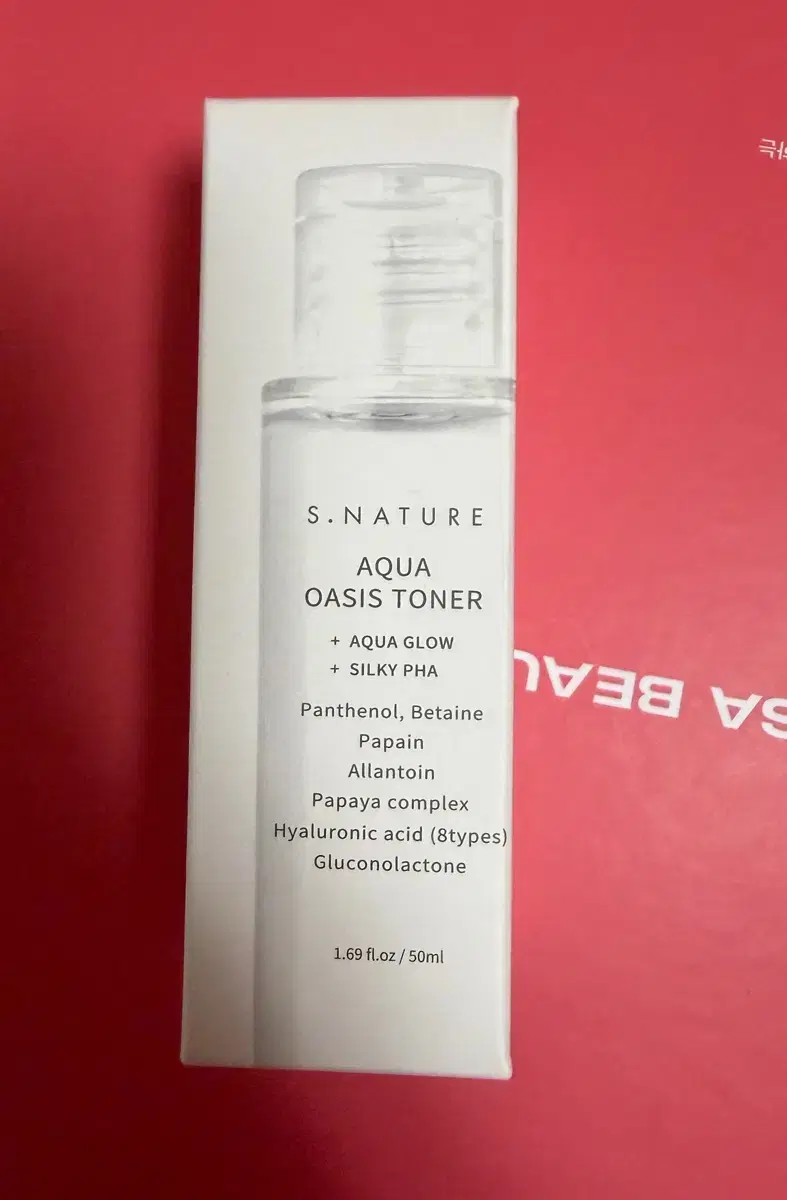 S.NATURE
AQUA
OASIS TONER
+ AQUA GLOW
+ SILKY PHA
Panthenol, Betaine
Papain
Allantoin
Papaya complex
Hyaluronic acid (8types)
Gluconolactone
1.69 fl.oz / 50ml